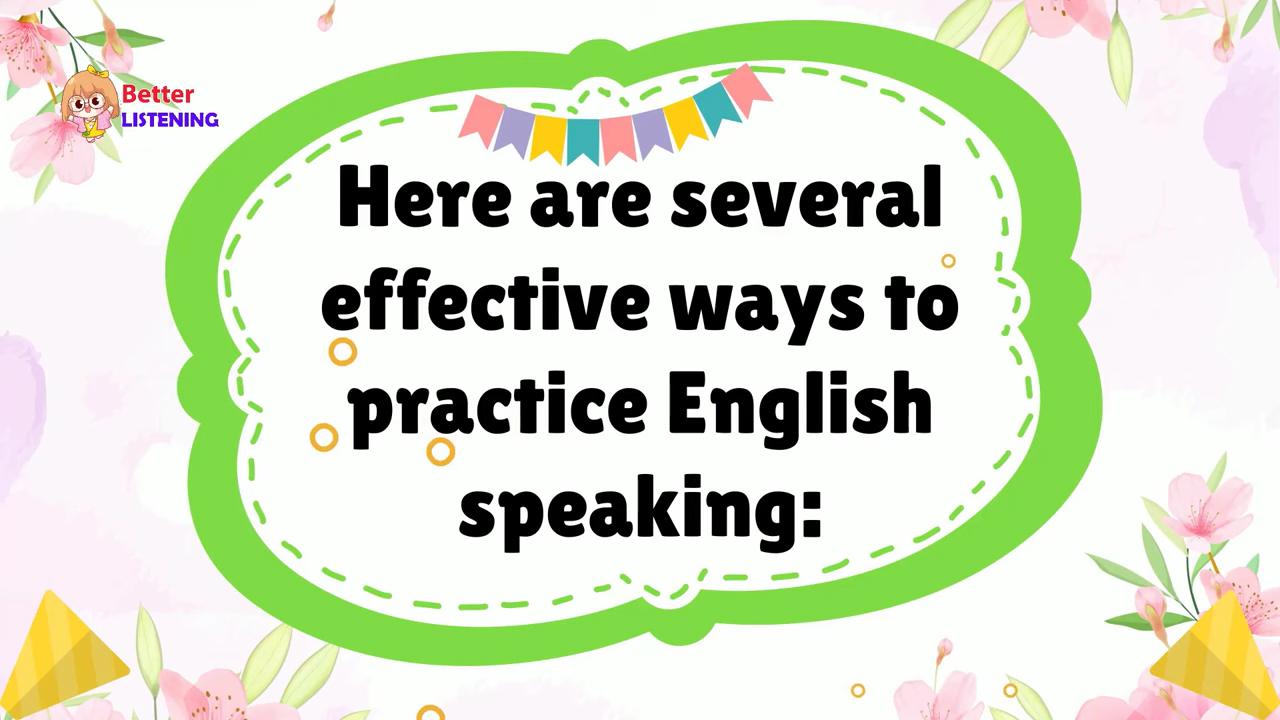 Better
LISTENING
Here are several
effective ways to
practice English
speaking: